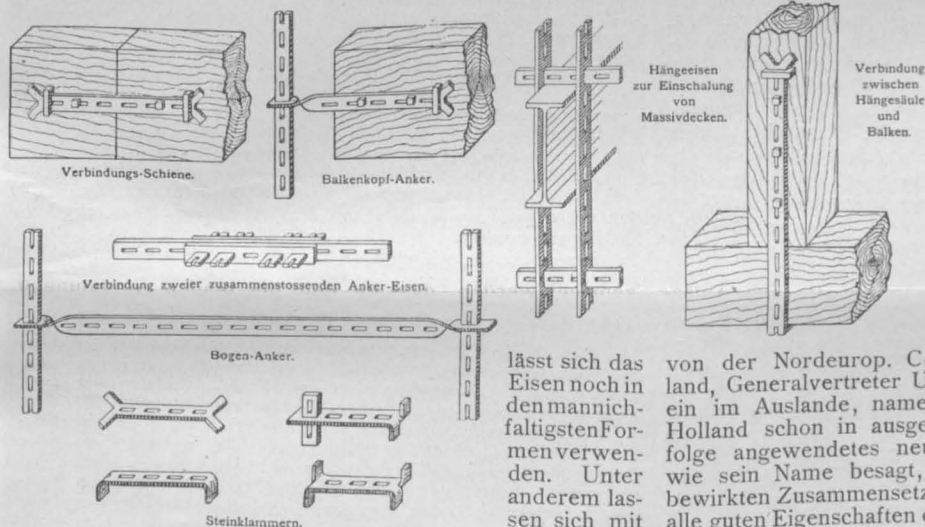 Verbindungs-Schiene.
Balkenkopf-Anker.
Hängeeisen
zur Einschalung
von
Massivdecken.
Verbindung
zwischen
Hängesäule
und
Balken.
Verbindung zweier zusammenstossenden Anker-Eisen
Bogen-Anker.
Steinklammern.
lässt sich das
Eisen noch in
den mannich-
faltigsten For-
men verwen-
den. Unter
anderem las-
sen sich mit
von der Nordeurop.
land, Generalvertreter
ein im Auslande, name
Holland schon in ausge
folge angewendetes
wie sein Name besagt,
bewirkten Zusammensetz
alle guten Eigenschaften